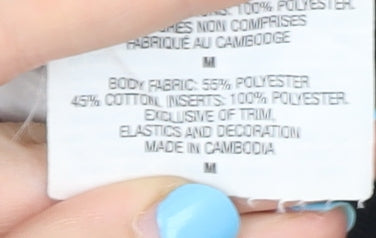 100% POLYESTER.
NON COMPRISES
FABRIQUÉ AU CAMBODGE
M
BODY FABRIC: 55% POLYESTER
45% COTTON, INSERTS: 100% POLYESTER.
EXCLUSIVE OF TRIM,
ELASTICS AND DECORATION
MADE IN CAMBODIA
M